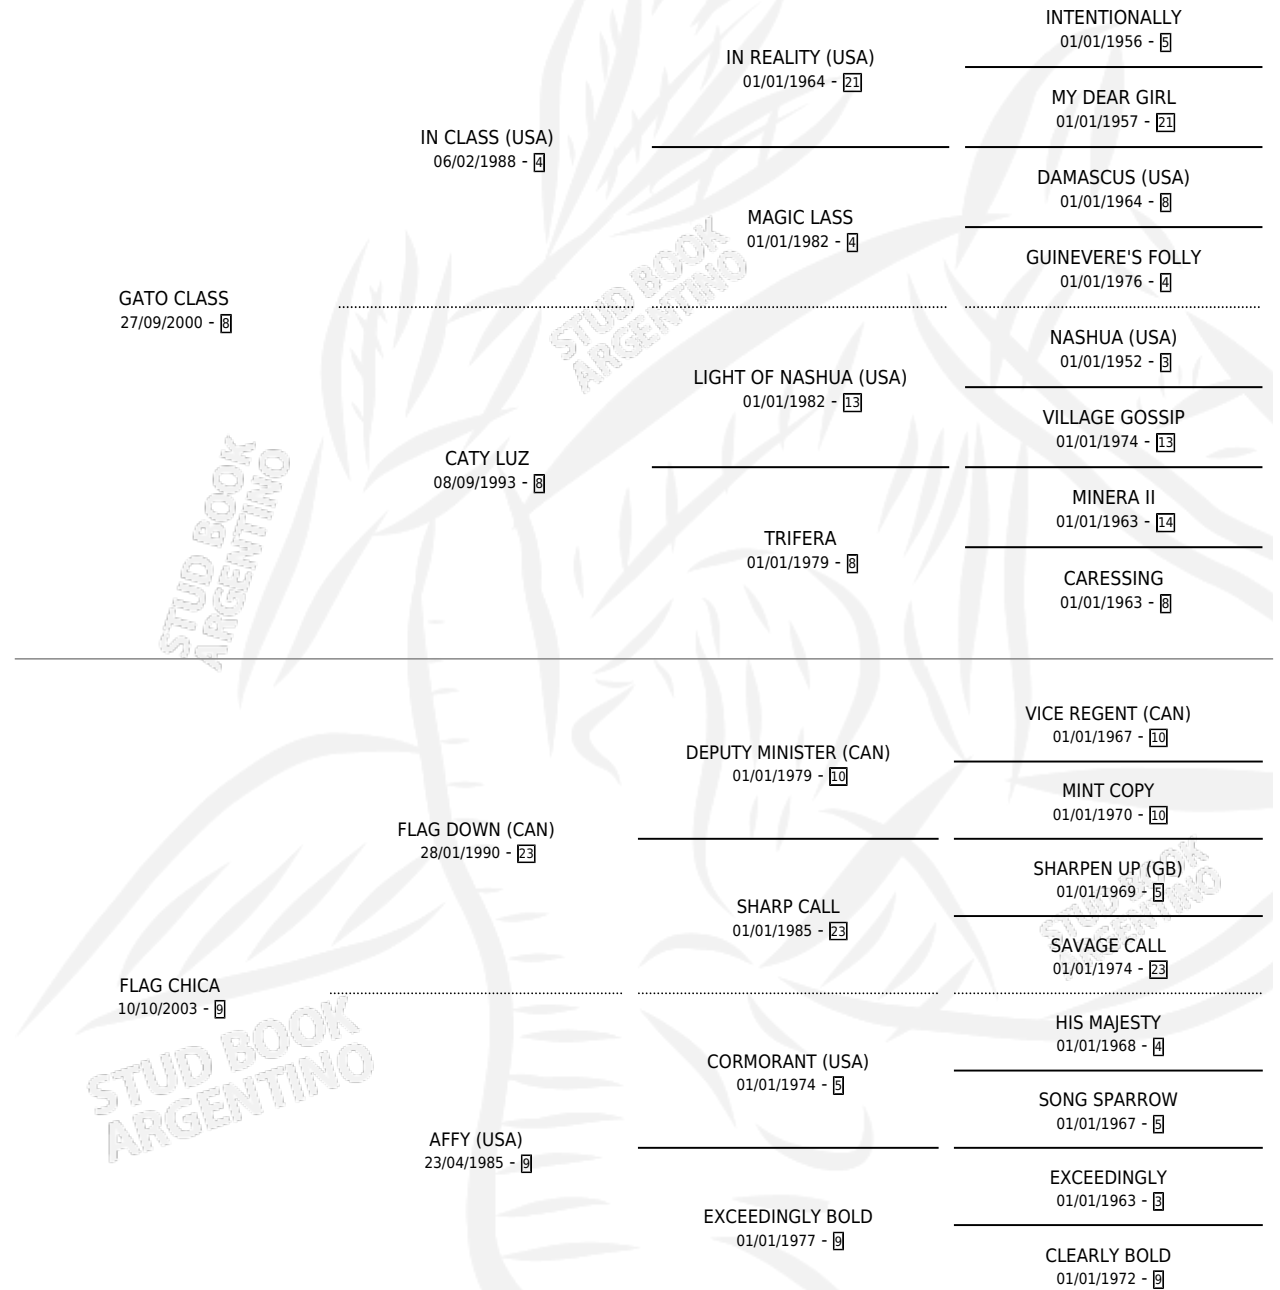 INTENTIONALLY
01/01/1956 - 5
IN REALITY (USA)
01/01/1964 - 21
MY DEAR GIRL
01/01/1957 - 21
IN CLASS (USA)
06/02/1988 - 4
DAMASCUS (USA)
01/01/1964 - 8
MAGIC LASS
01/01/1982 - 4
GUINEVERE'S FOLLY
01/01/1976 - 4
GATO CLASS
27/09/2000 - 8
NASHUA (USA)
01/01/1952 - 3
LIGHT OF NASHUA (USA)
01/01/1982 - 13
VILLAGE GOSSIP
01/01/1974 - 13
CATY LUZ
08/09/1993 - 8
MINERA II
01/01/1963 - 14
TRIFERA
01/01/1979 - 8
CARESSING
01/01/1963 - 8
VICE REGENT (CAN)
01/01/1967 - 10
DEPUTY MINISTER (CAN)
01/01/1979 - 10
MINT COPY
01/01/1970 - 10
FLAG DOWN (CAN)
28/01/1990 - 23
SHARPEN UP (GB)
01/01/1969 - 5
SHARP CALL
01/01/1985 - 23
SAVAGE CALL
01/01/1974 - 23
FLAG CHICA
10/10/2003 - 9
HIS MAJESTY
01/01/1968 - 4
CORMORANT (USA)
01/01/1974 - 5
SONG SPARROW
01/01/1967 - 5
AFFY (USA)
23/04/1985 - 9
EXCEEDINGLY
01/01/1963 - 3
EXCEEDINGLY BOLD
01/01/1977 - 9
CLEARLY BOLD
01/01/1972 - 9
STUD BOOK
ARGENTINO
STUD BOOK
ARGENTINO
STUD BOOK
ARGENTINO
STUD BOOK
ARGENTINO